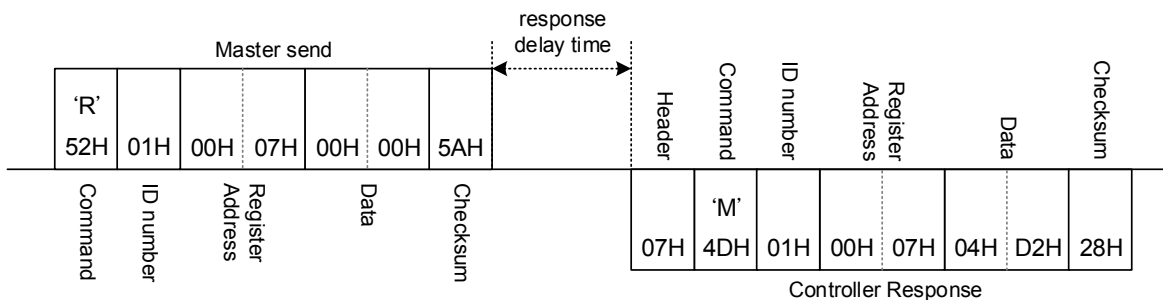 response
delay time
Master send
'R'
52H 01H 00H 07H 00H 00H 5AH
Command
ID number
Register
Address
Data
Checksum
Header
Command
ID number
Register
Address
Data
Checksum
'M'
07H 4DH 01H 00H 07H 04H D2H 28H
Controller Response